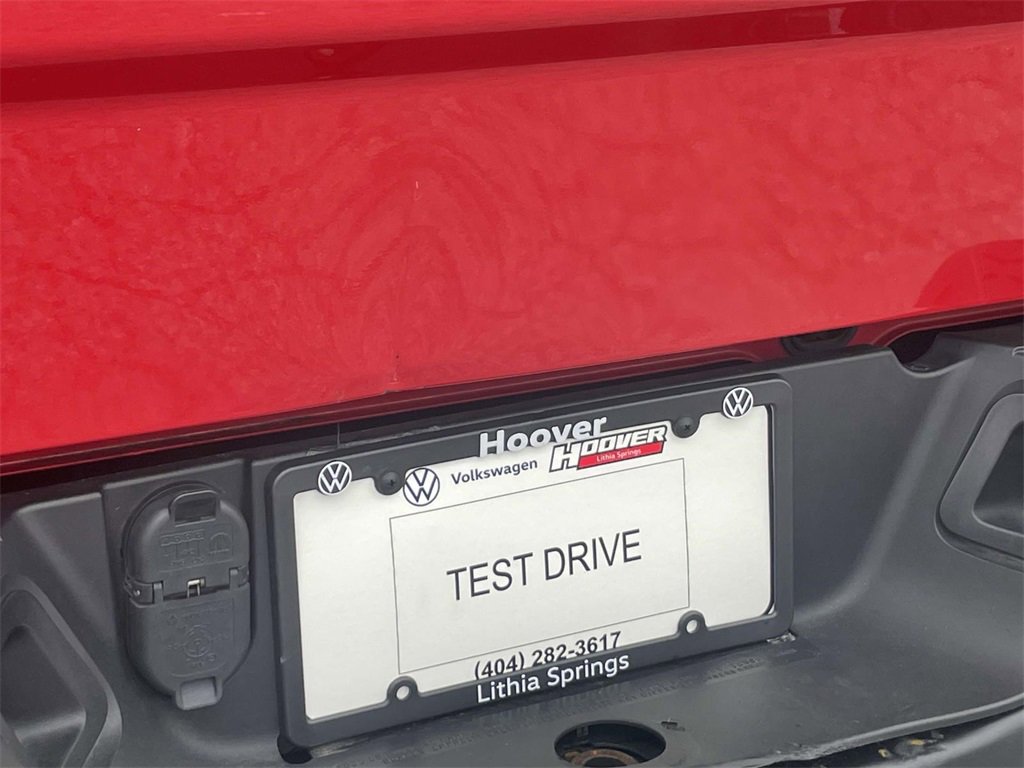 Hoover
Volkswagen
HOOVER
Lithia Springs
TEST DRIVE
(404) 282-3617
Lithia Springs